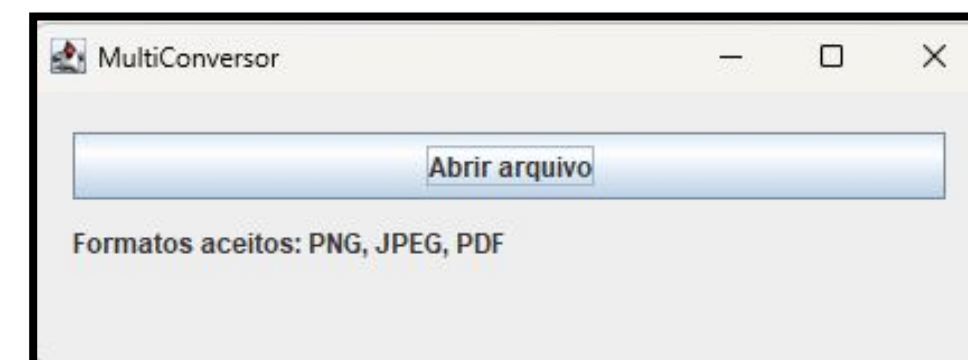 MultiConversor
Abrir arquivo
Formatos aceitos: PNG, JPEG, PDF